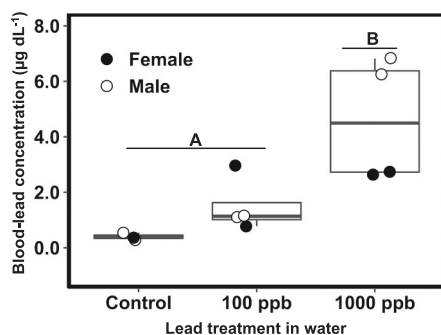 Blood-lead concentration (µg dL⁻¹)
8.0
6.0
4.0
2.0
0.0
Female
Male
A
B
Control
100 ppb
1000 ppb
Lead treatment in water